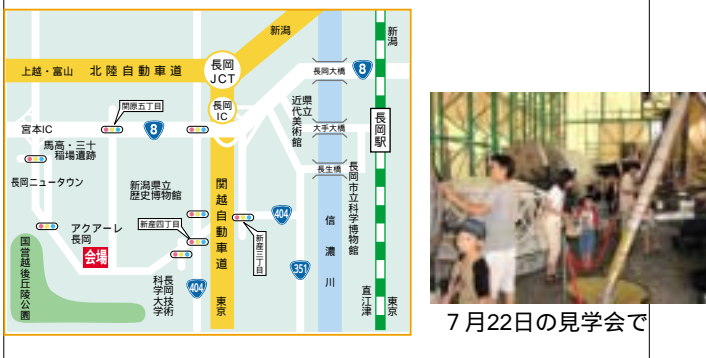 新潟
新潟
上越・富山 北陸自動車道
長岡
JCT
長岡大橋
8
長岡
IC
関原五丁目
宮本IC
8
県立
近代美術館
大手大橋
長岡駅
馬高・三十
稲場遺跡
長生橋
長岡ニュータウン
新潟県立
歴史博物館
関越自動車道
長岡市立科学博物館
404
新産四丁目
アクアーレ
長岡
会場
新産三丁目
信濃川
国営越後丘陵公園
351
長岡技術
科学大学
404
東京
直江津
東京
7月22日の見学会で